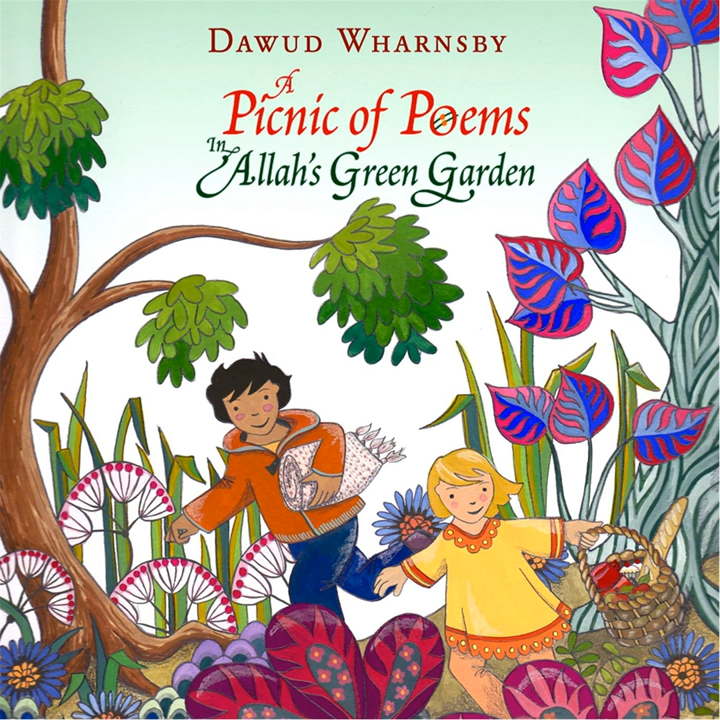 DAWUD WHARNSBY
A
Picnic of Poems
In
Allah's Green Garden